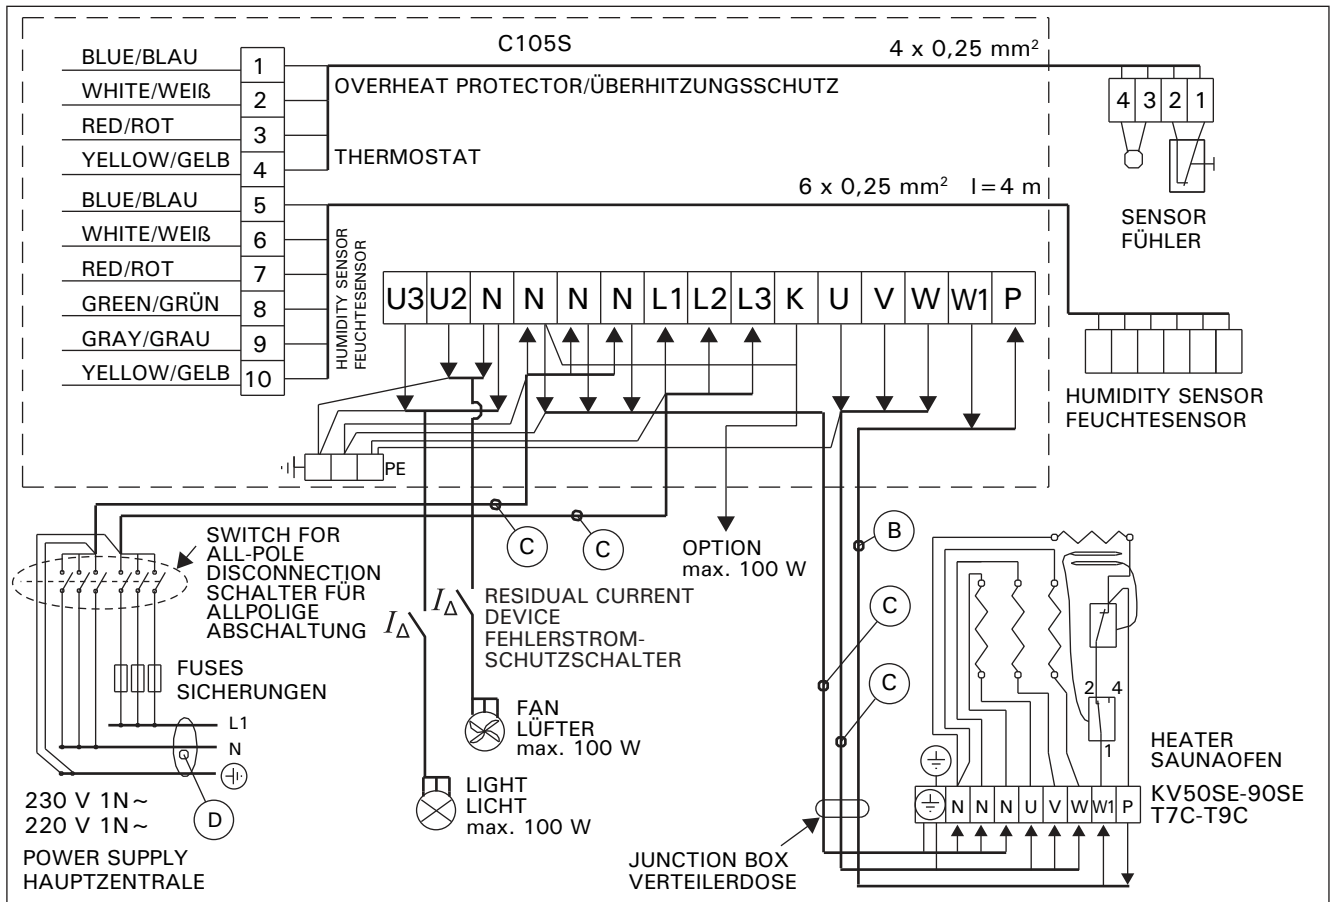 C105S
4 x 0,25 mm²
BLUE/BLAU 1
WHITE/WEIß 2
RED/ROT 3
YELLOW/GELB 4
BLUE/BLAU 5
WHITE/WEIß 6
RED/ROT 7
GREEN/GRÜN 8
GRAY/GRAU 9
YELLOW/GELB 10
OVERHEAT PROTECTOR/ÜBERHITZUNGSSCHUTZ
THERMOSTAT
4 3 2 1
SENSOR
FÜHLER
6 x 0,25 mm² l=4 m
HUMIDITY SENSOR
FEUCHTESENSOR
U3 U2 N N N N L1 L2 L3 K U V W W1 P
HUMIDITY SENSOR
FEUCHTESENSOR
PE
SWITCH FOR
ALL-POLE
DISCONNECTION
SCHALTER FÜR
ALLPOLIGE
ABSCHALTUNG
C
C
B
OPTION
max. 100 W
IΔ
IΔ
RESIDUAL CURRENT
DEVICE
FEHLERSTROM-
SCHUTZSCHALTER
C
C
FUSES
SICHERUNGEN
L1
N
D
230 V 1N~
220 V 1N~
POWER SUPPLY
HAUPTZENTRALE
FAN
LÜFTER
max. 100 W
LIGHT
LICHT
max. 100 W
JUNCTION BOX
VERTEILERDOSE
2 4
1
HEATER
SAUNAOFEN
KV50SE-90SE
T7C-T9C
N N N U V W W1 P